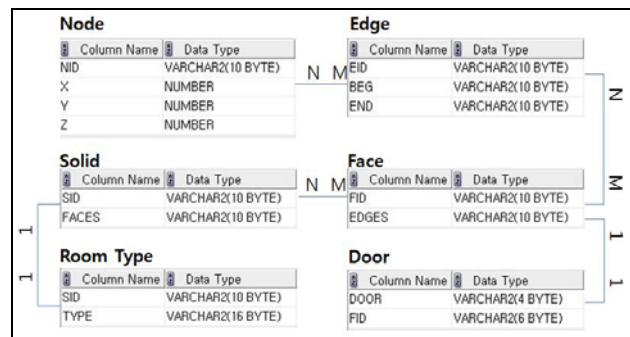 Node
Column Name Data Type
NID VARCHAR2(10 BYTE)
X NUMBER
Y NUMBER
Z NUMBER
N M
Edge
Column Name Data Type
EID VARCHAR2(10 BYTE)
BEG VARCHAR2(10 BYTE)
END VARCHAR2(10 BYTE)
N
M
Solid
Column Name Data Type
SID VARCHAR2(10 BYTE)
FACES VARCHAR2(10 BYTE)
N M
Face
Column Name Data Type
FID VARCHAR2(10 BYTE)
EDGES VARCHAR2(10 BYTE)
1
1
Room Type
Column Name Data Type
SID VARCHAR2(10 BYTE)
TYPE VARCHAR2(16 BYTE)
Door
Column Name Data Type
DOOR VARCHAR2(4 BYTE)
FID VARCHAR2(6 BYTE)
1
1